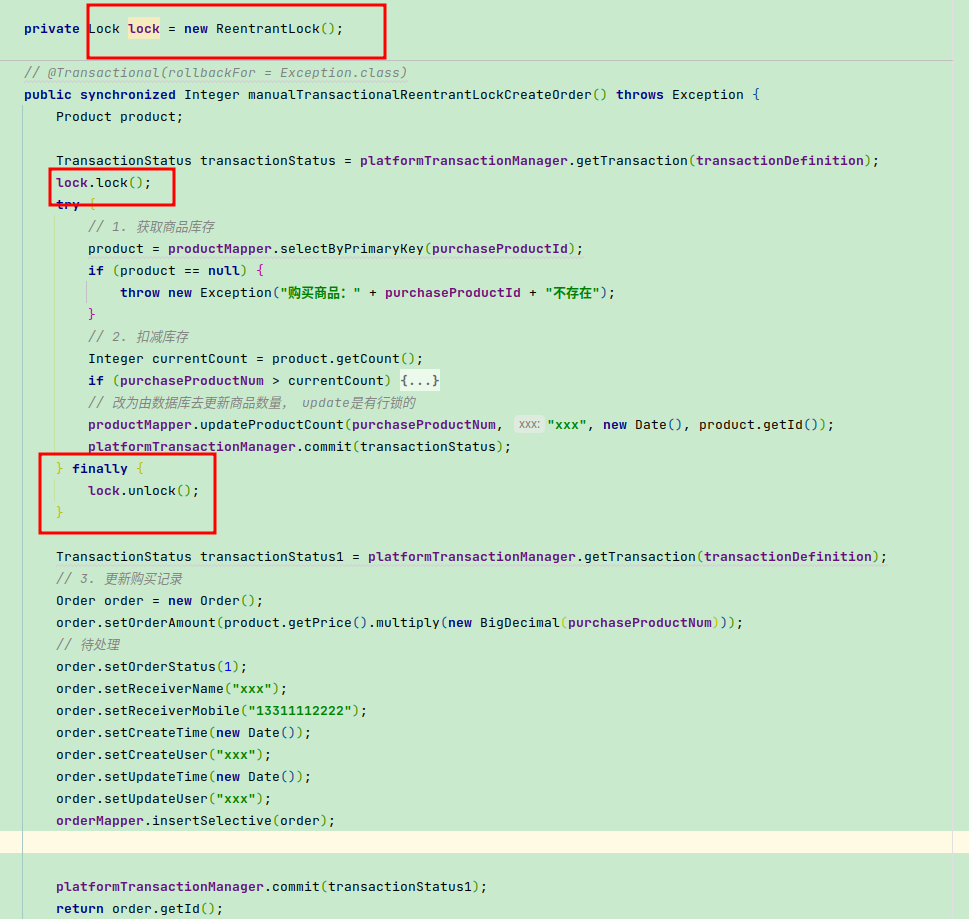 private Lock lock = new ReentrantLock();
// @Transactional(rollbackFor = Exception.class)
public synchronized Integer manualTransactionalReentrantLockCreateOrder() throws Exception {
Product product;
TransactionStatus transactionStatus = platformTransactionManager.getTransaction(transactionDefinition);
lock.lock();
try {
// 1. 获取商品库存
product = productMapper.selectByPrimaryKey(purchaseProductId);
if (product == null) {
throw new Exception("购买商品：" + purchaseProductId + "不存在");
}
// 2. 扣减库存
Integer currentCount = product.getCount();
if (purchaseProductNum > currentCount) {...}
// 改为由数据库去更新商品数量， update是有行锁的
productMapper.updateProductCount(purchaseProductNum, xxx: "xxx", new Date(), product.getId());
platformTransactionManager.commit(transactionStatus);
} finally {
lock.unlock();
}
TransactionStatus transactionStatus1 = platformTransactionManager.getTransaction(transactionDefinition);
// 3. 更新购买记录
Order order = new Order();
order.setOrderAmount(product.getPrice().multiply(new BigDecimal(purchaseProductNum)));
// 待处理
order.setOrderStatus(1);
order.setReceiverName("xxx");
order.setReceiverMobile("13311112222");
order.setCreateTime(new Date());
order.setCreateUser("xxx");
order.setUpdateTime(new Date());
order.setUpdateUser("xxx");
orderMapper.insertSelective(order);
platformTransactionManager.commit(transactionStatus1);
return order.getId();